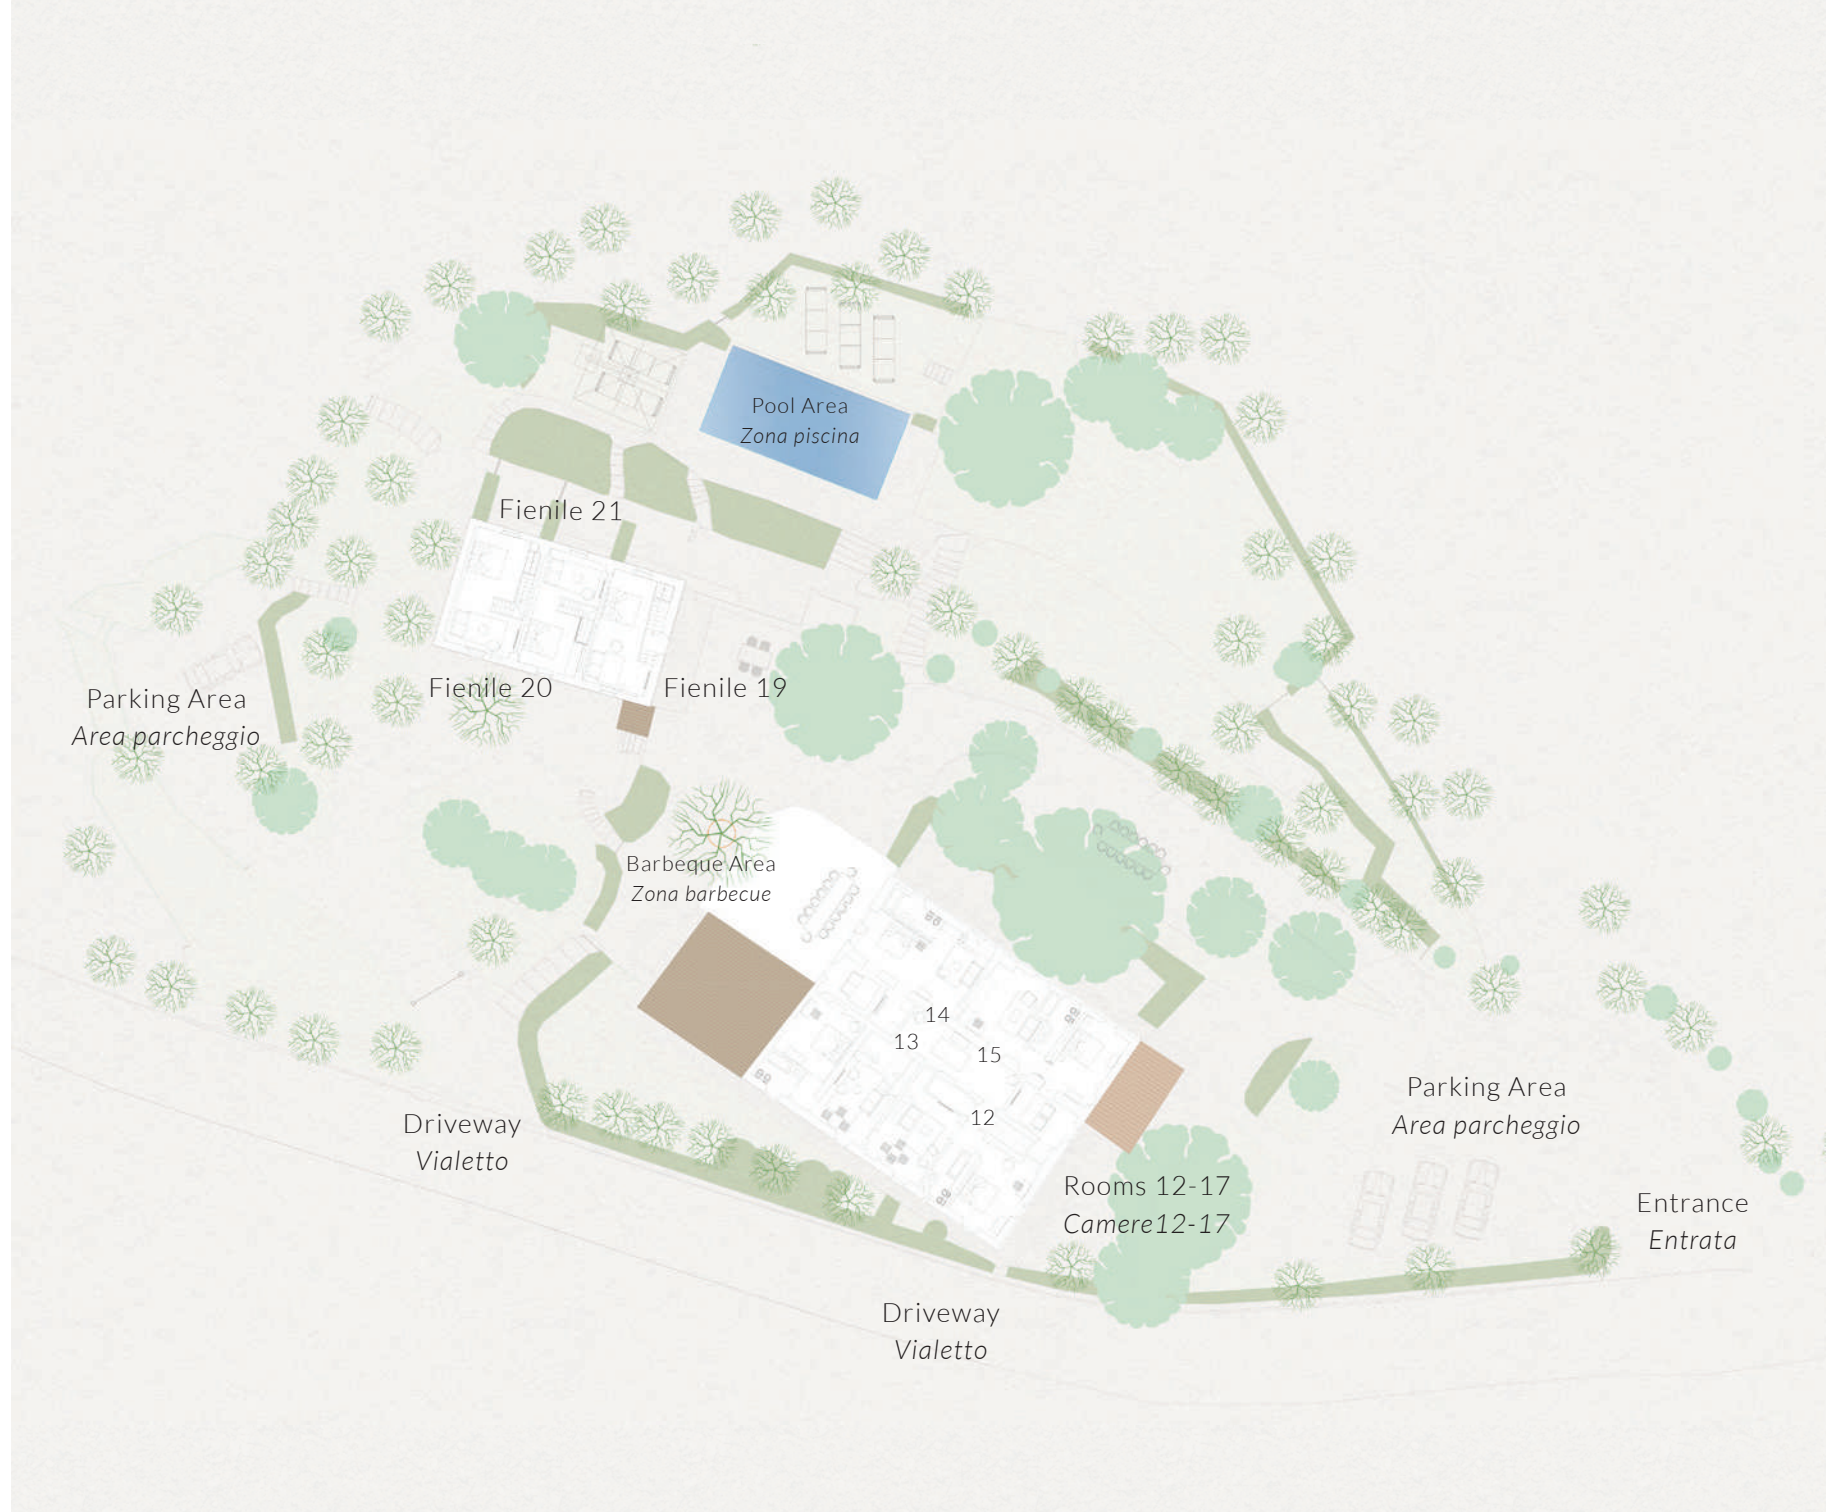 Pool Area
Zona piscina
Fienile 21
Fienile 20
Fienile 19
Parking Area
Area parcheggio
Barbeque Area
Zona barbecue
14
13
15
12
Parking Area
Area parcheggio
Driveway
Vialetto
Rooms 12-17
Camere12-17
Entrance
Entrata
Driveway
Vialetto